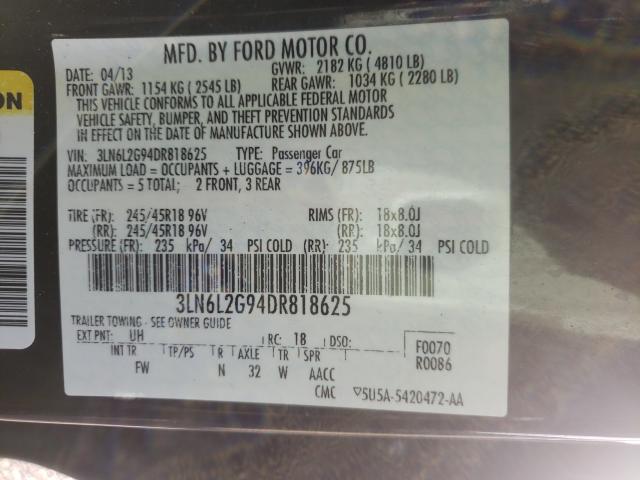 MFD. BY FORD MOTOR CO.
DATE: 04/13 GVWR: 2182 KG ( 4810 LB)
FRONT GAWR: 1154 KG ( 2545 LB) REAR GAWR: 1034 KG ( 2280 LB)
THIS VEHICLE CONFORMS TO ALL APPLICABLE FEDERAL MOTOR
VEHICLE SAFETY, BUMPER, AND THEFT PREVENTION STANDARDS
IN EFFECT ON THE DATE OF MANUFACTURE SHOWN ABOVE.
VIN: 3LN6L2G94DR818625 TYPE: Passenger Car
MAXIMUM LOAD = OCCUPANTS + LUGGAGE = 396KG/ 875LB
OCCUPANTS = 5 TOTAL; 2 FRONT, 3 REAR
TIRE (FR): 245/45R18 96V RIMS (FR): 18x8.0J
(RR): 245/45R18 96V (RR): 18x8.0J
PRESSURE (FR): 235 kPa/ 34 PSI COLD (RR): 235 kPa/ 34 PSI COLD
3LN6L2G94DR818625
TRAILER TOWING - SEE OWNER GUIDE
EXT PNT: UH RC: 18 DSO:
INT TR TP/PS R AXLE TR SPR
FW N 32 W AACC
F0070
R0086
CMC ▽5U5A-5420472-AA
ON